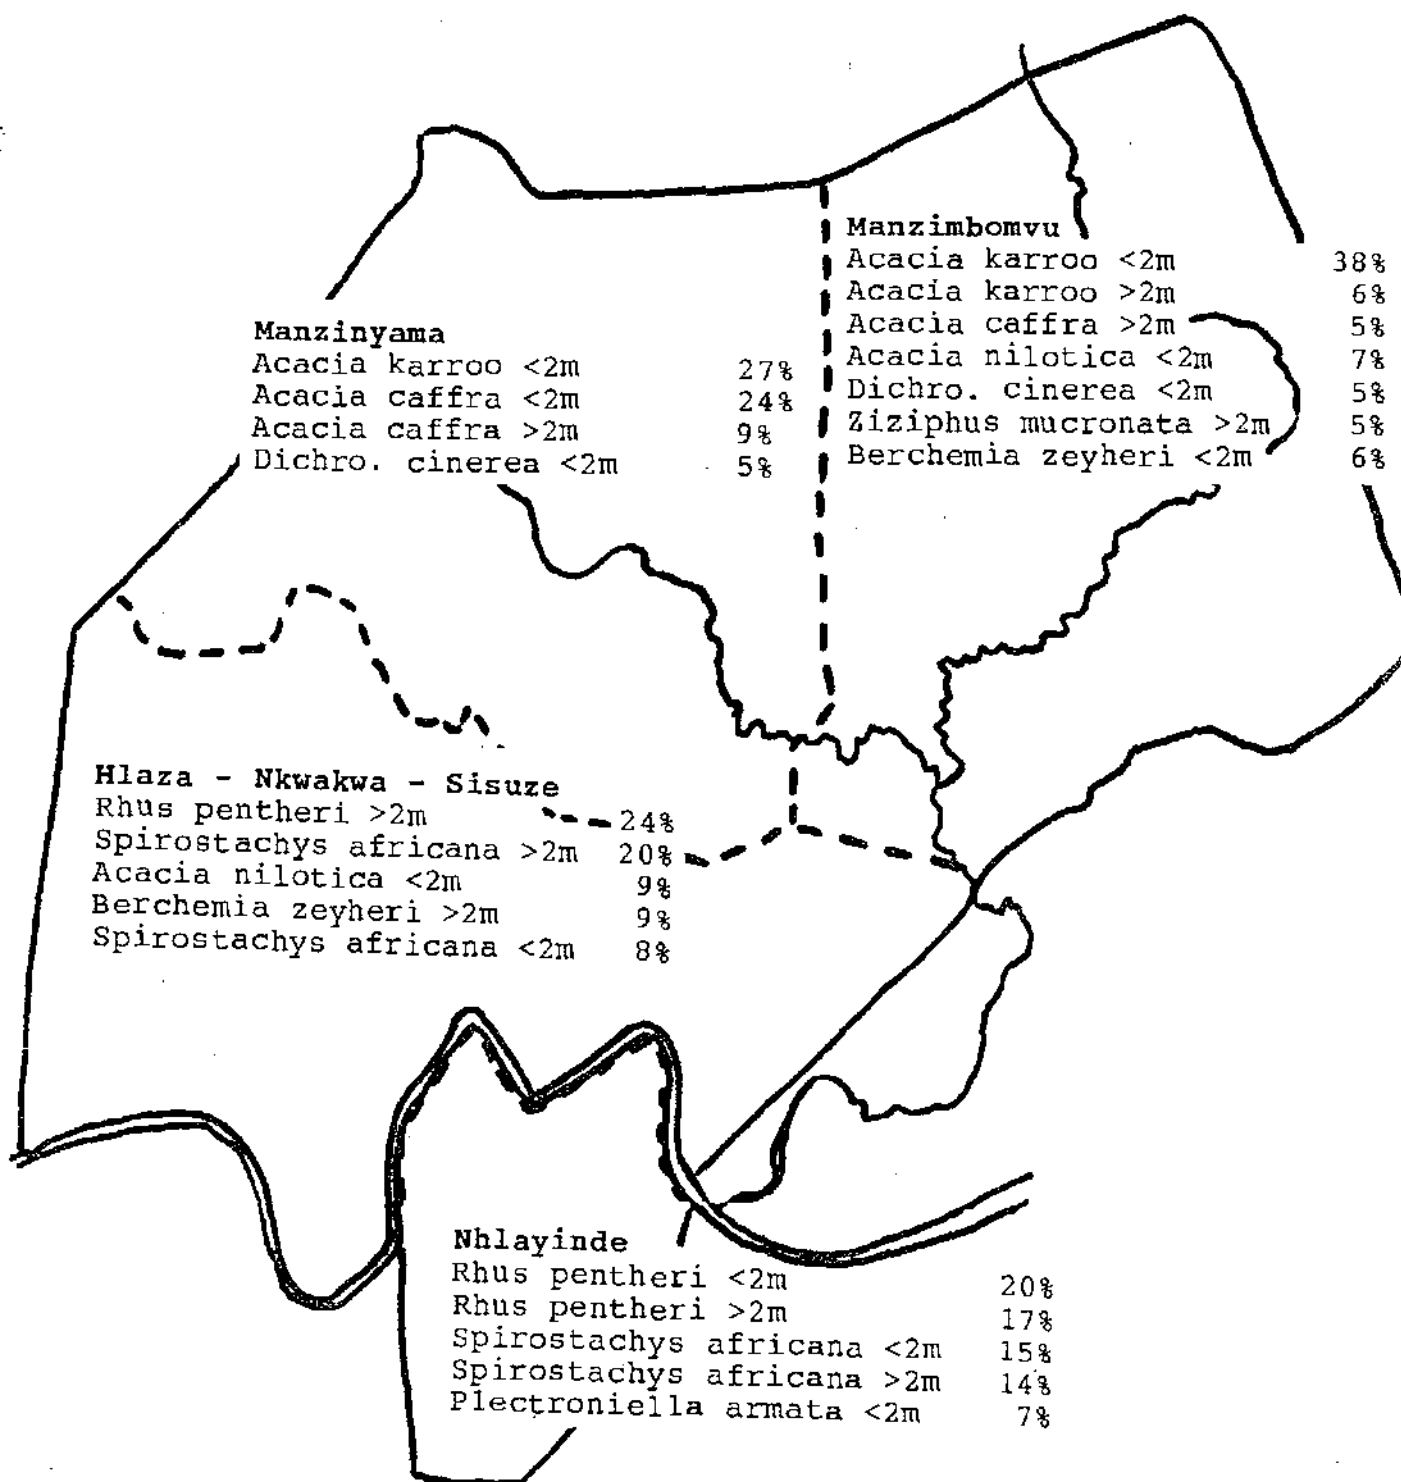 Manzimbomvu
Acacia karroo <2m 38%
Acacia karroo >2m 6%
Acacia caffra >2m 5%
Acacia nilotica <2m 7%
Dichro. cinerea <2m 5%
Ziziphus mucronata >2m 5%
Berchemia zeyheri <2m 6%
Manzinyama
Acacia karroo <2m 27%
Acacia caffra <2m 24%
Acacia caffra >2m 9%
Dichro. cinerea <2m 5%
Hlaza - Nkwakwa - Sisuze
Rhus pentheri >2m 24%
Spirostachys africana >2m 20%
Acacia nilotica <2m 9%
Berchemia zeyheri >2m 9%
Spirostachys africana <2m 8%
Nhlayinde
Rhus pentheri <2m 20%
Rhus pentheri >2m 17%
Spirostachys africana <2m 15%
Spirostachys africana >2m 14%
Plectroniella armata <2m 7%